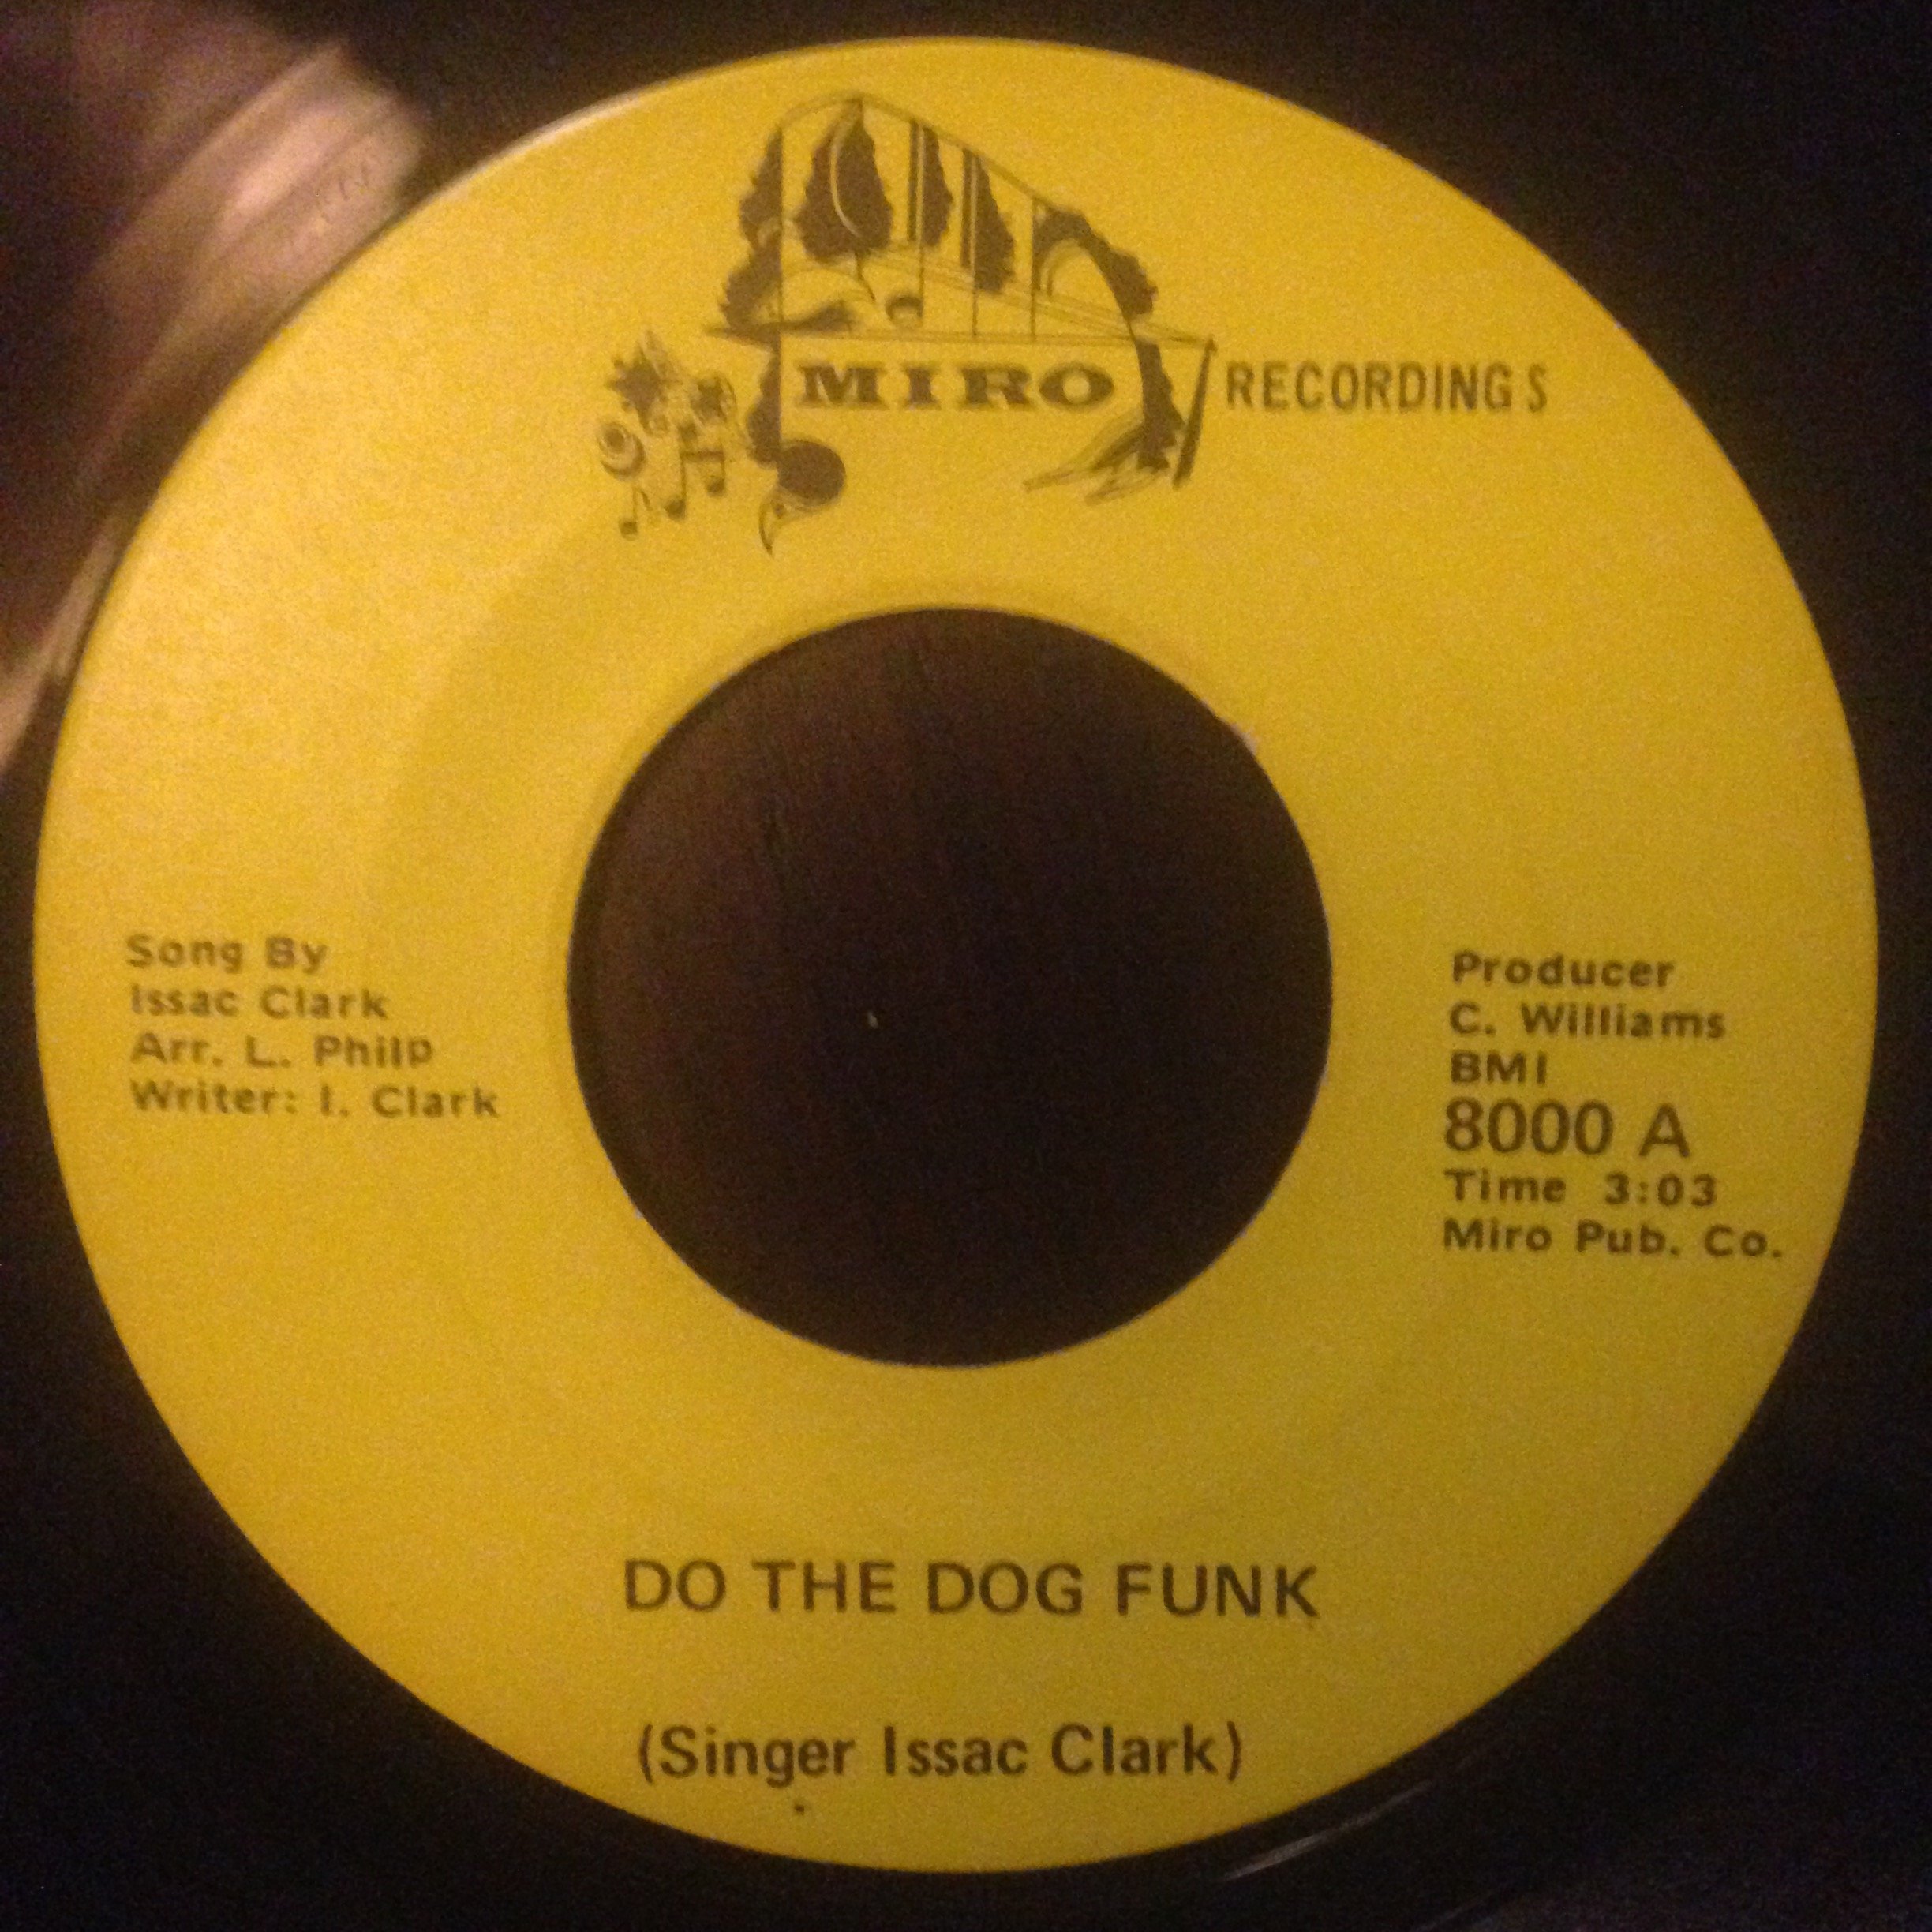 MIRO RECORDINGS
Song By
Issac Clark
Arr. L. Philp
Writer: I. Clark
Producer
C. Williams
BMI
8000 A
Time 3:03
Miro Pub. Co.
DO THE DOG FUNK
(Singer Issac Clark)